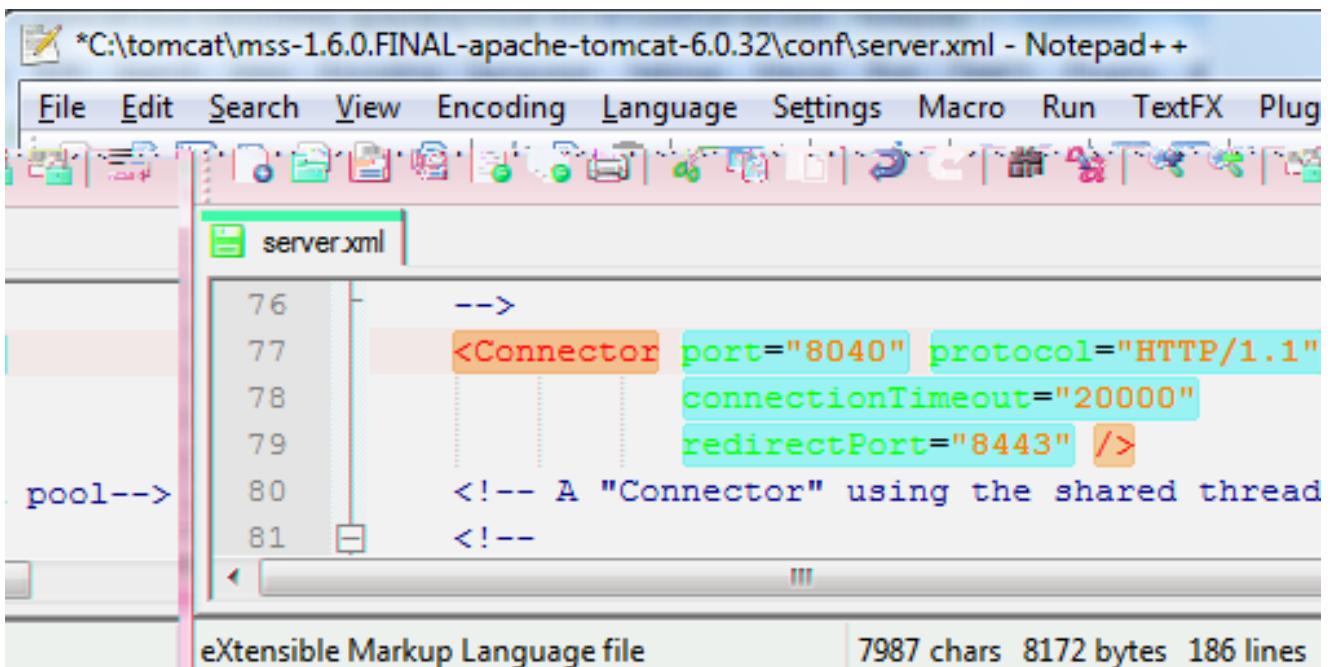 *C:\tomcat\mss-1.6.0.FINAL-apache-tomcat-6.0.32\conf\server.xml - Notepad++
File Edit Search View Encoding Language Settings Macro Run TextFX Plug
server.xml
76 -->
77 <Connector port="8040" protocol="HTTP/1.1"
78 connectionTimeout="20000"
79 redirectPort="8443" />
pool-->
80 <!-- A "Connector" using the shared thread
81 <!--
eXtensible Markup Language file 7987 chars 8172 bytes 186 lines